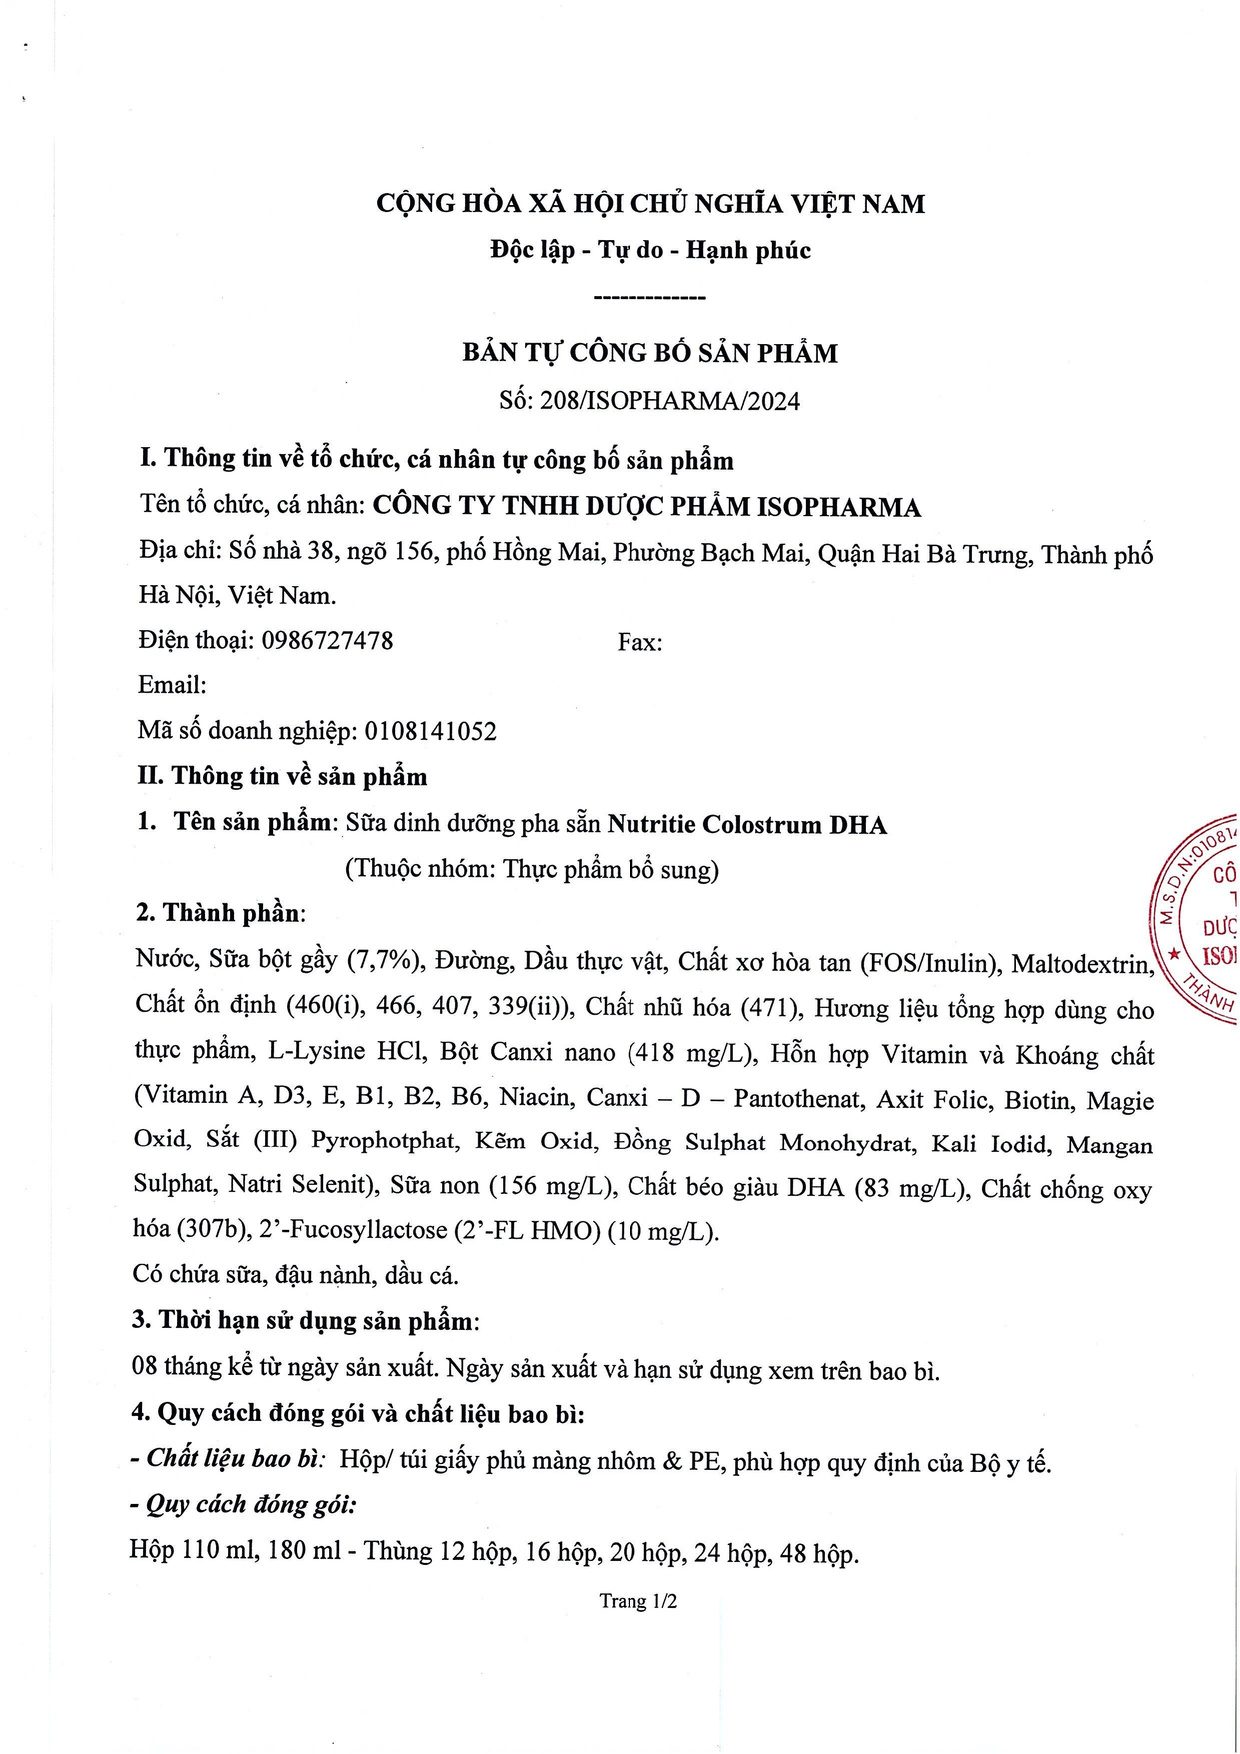 CỘNG HÒA XÃ HỘI CHỦ NGHĨA VIỆT NAM
Độc lập - Tự do - Hạnh phúc
-------------
BẢN TỰ CÔNG BỐ SẢN PHẨM
Số: 208/ISOPHARMA/2024
I. Thông tin về tổ chức, cá nhân tự công bố sản phẩm
Tên tổ chức, cá nhân: CÔNG TY TNHH DƯỢC PHẨM ISOPHARMA
Địa chỉ: Số nhà 38, ngõ 156, phố Hồng Mai, Phường Bạch Mai, Quận Hai Bà Trưng, Thành phố
Hà Nội, Việt Nam.
Điện thoại: 0986727478 Fax:
Email:
Mã số doanh nghiệp: 0108141052
II. Thông tin về sản phẩm
1. Tên sản phẩm: Sữa dinh dưỡng pha sẵn Nutritie Colostrum DHA
(Thuộc nhóm: Thực phẩm bổ sung)
2. Thành phần:
Nước, Sữa bột gầy (7,7%), Đường, Dầu thực vật, Chất xơ hòa tan (FOS/Inulin), Maltodextrin,
Chất ổn định (460(i), 466, 407, 339(ii)), Chất nhũ hóa (471), Hương liệu tổng hợp dùng cho
thực phẩm, L-Lysine HCl, Bột Canxi nano (418 mg/L), Hỗn hợp Vitamin và Khoáng chất
(Vitamin A, D3, E, B1, B2, B6, Niacin, Canxi – D – Pantothenat, Axit Folic, Biotin, Magie
Oxid, Sắt (III) Pyrophotphat, Kẽm Oxid, Đồng Sulphat Monohydrat, Kali Iodid, Mangan
Sulphat, Natri Selenit), Sữa non (156 mg/L), Chất béo giàu DHA (83 mg/L), Chất chống oxy
hóa (307b), 2’-Fucosyllactose (2’-FL HMO) (10 mg/L).
Có chứa sữa, đậu nành, dầu cá.
3. Thời hạn sử dụng sản phẩm:
08 tháng kể từ ngày sản xuất. Ngày sản xuất và hạn sử dụng xem trên bao bì.
4. Quy cách đóng gói và chất liệu bao bì:
- Chất liệu bao bì: Hộp/ túi giấy phủ màng nhôm & PE, phù hợp quy định của Bộ y tế.
- Quy cách đóng gói:
Hộp 110 ml, 180 ml - Thùng 12 hộp, 16 hộp, 20 hộp, 24 hộp, 48 hộp.
Trang 1/2
M.S.D.N:01081
CÔ
DƯỢ
ISO
THÀNH